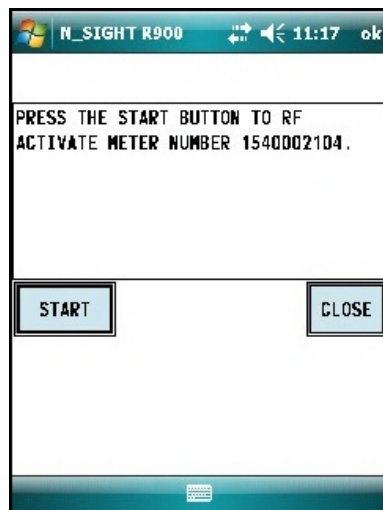 N_SIGHT R900 11:17 ok
PRESS THE START BUTTON TO RF
ACTIVATE METER NUMBER 1540002104.
START CLOSE